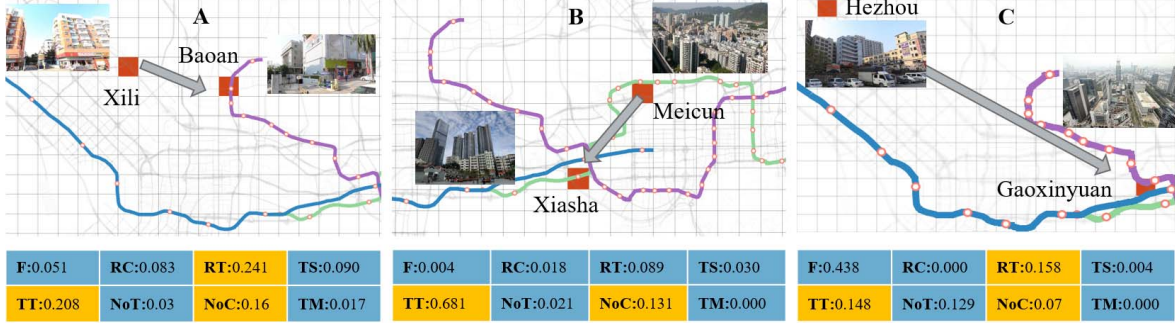 A
Baoan
Xili
B
Meicun
Xiasha
Hezhou
C
Gaoxinyuan
F:0.051 RC:0.083 RT:0.241 TS:0.090
TT:0.208 NoT:0.03 NoC:0.16 TM:0.017
F:0.004 RC:0.018 RT:0.089 TS:0.030
TT:0.681 NoT:0.021 NoC:0.131 TM:0.000
F:0.438 RC:0.000 RT:0.158 TS:0.004
TT:0.148 NoT:0.129 NoC:0.07 TM:0.000